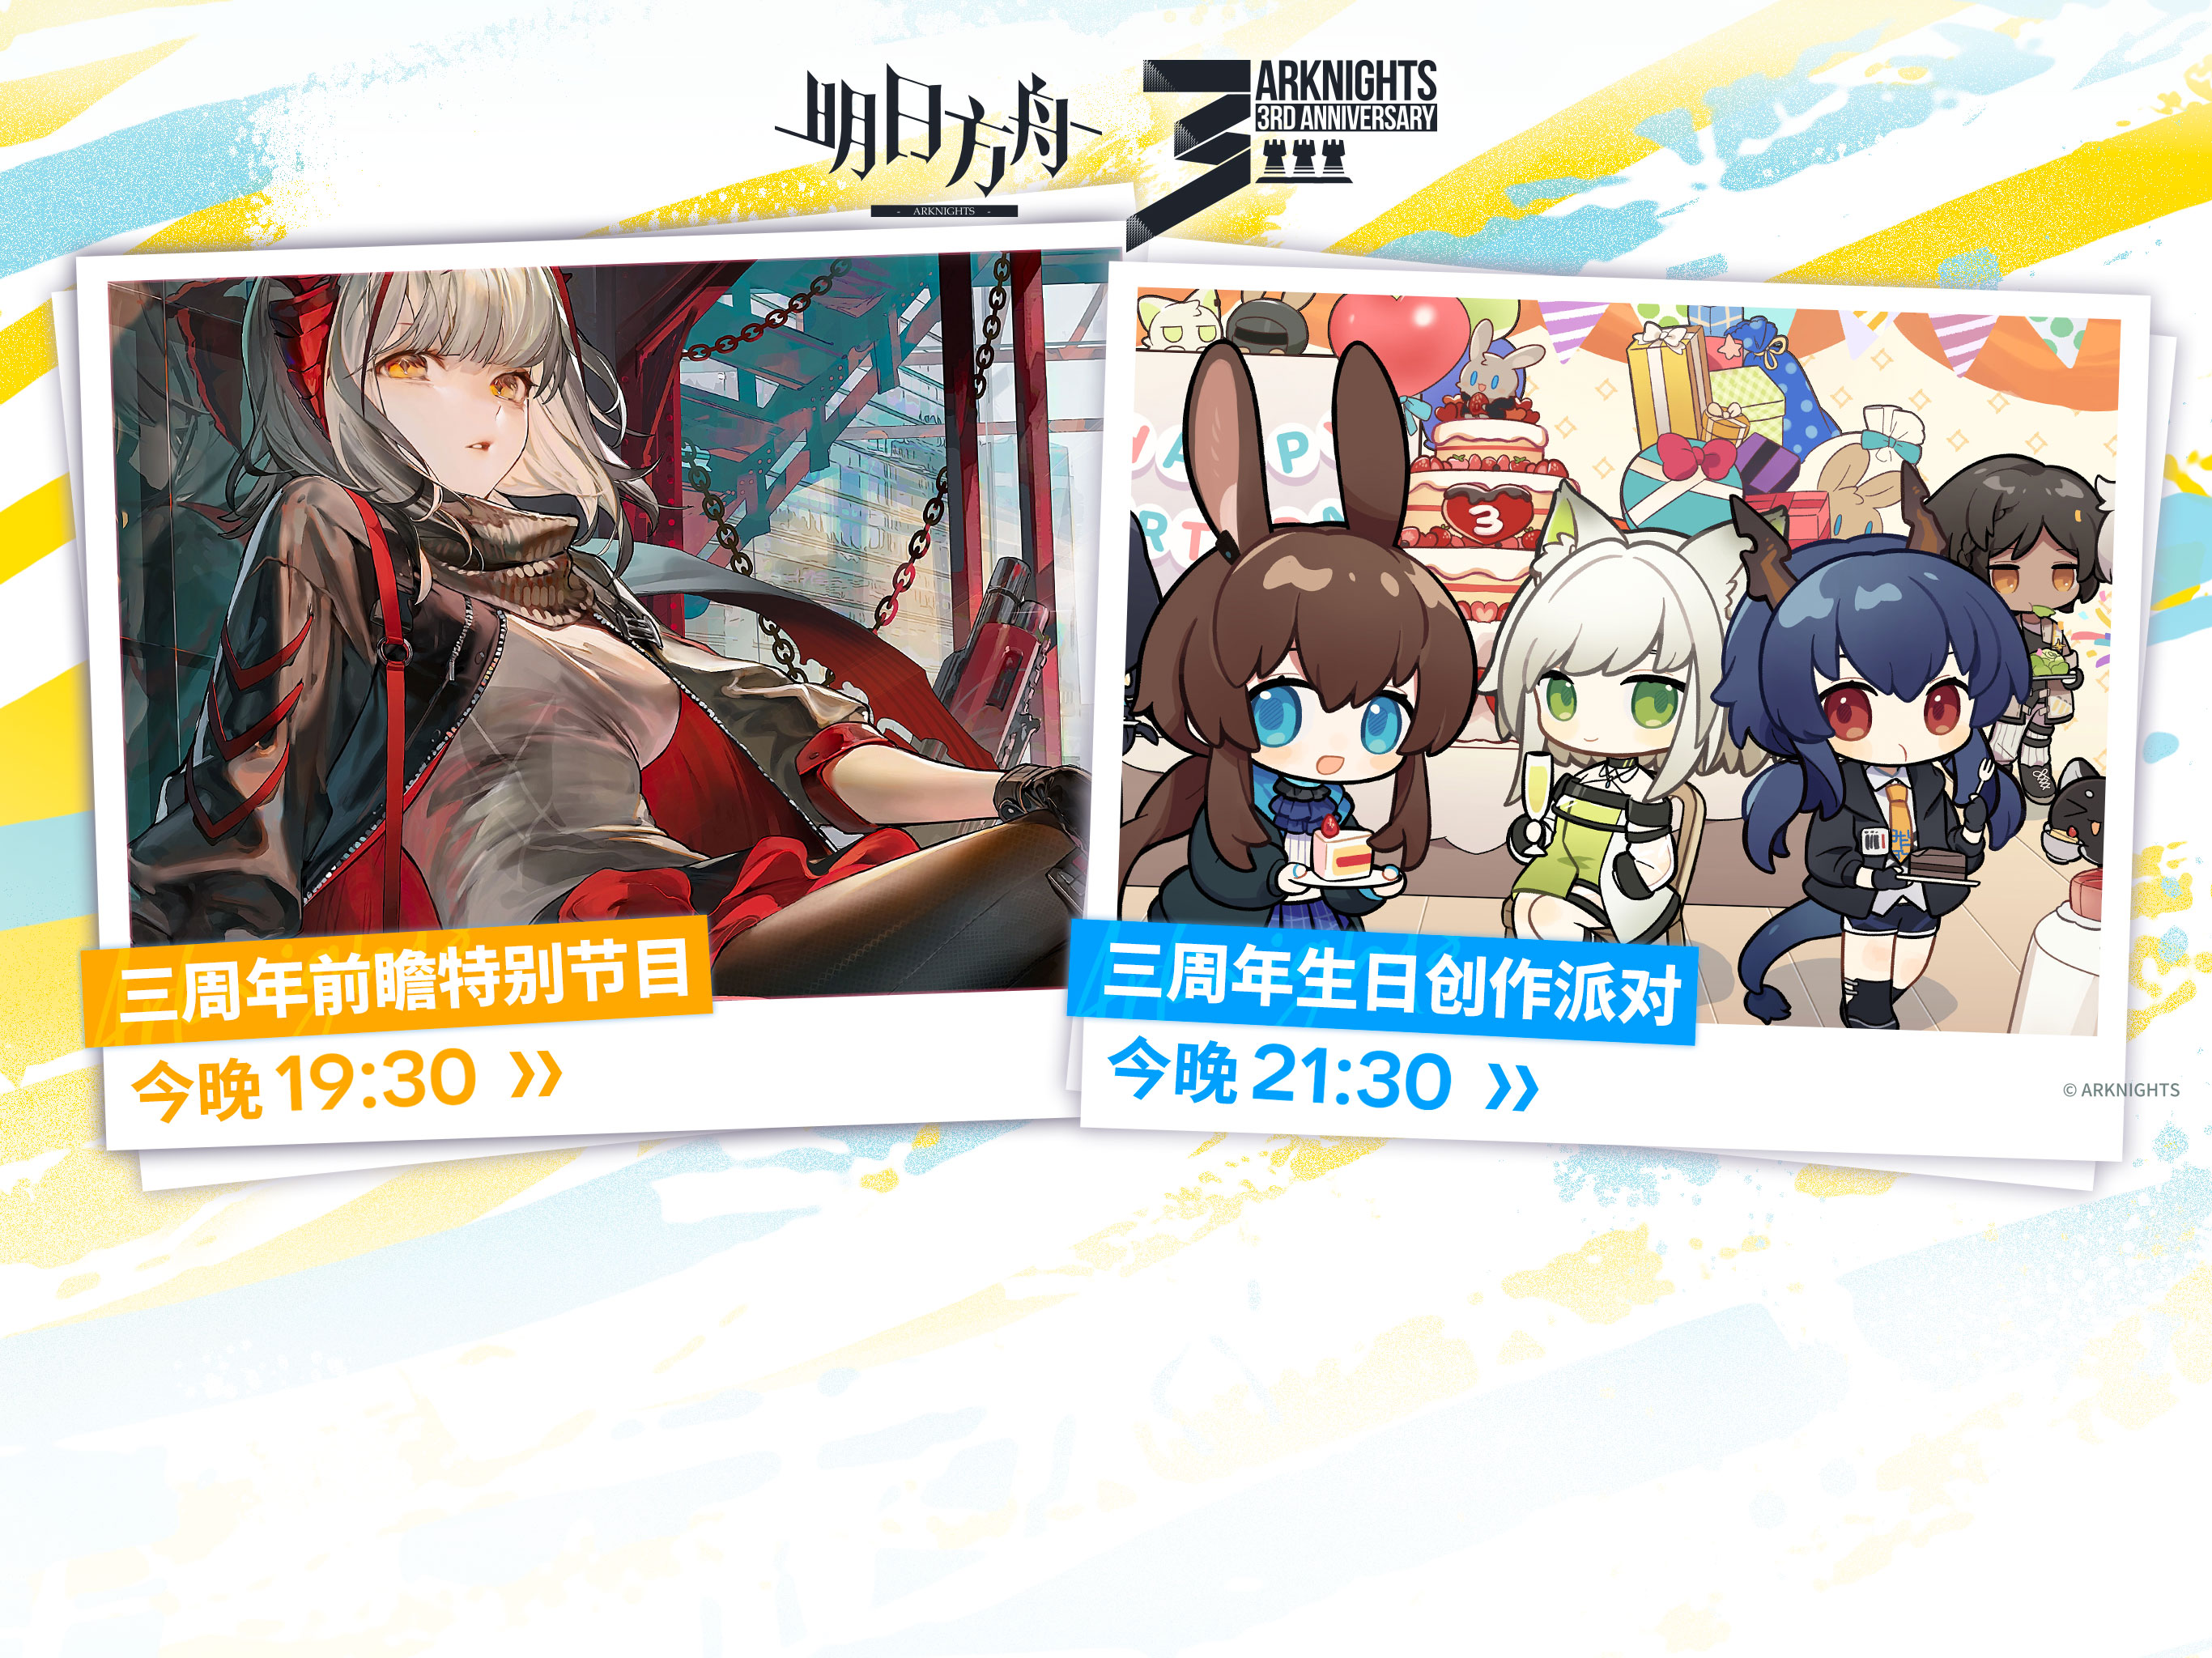 明日方舟
- ARKNIGHTS -
ARKNIGHTS
3RD ANNIVERSARY
3
三周年前瞻特别节目
今晚 19:30
三周年生日创作派对
今晚 21:30
© ARKNIGHTS